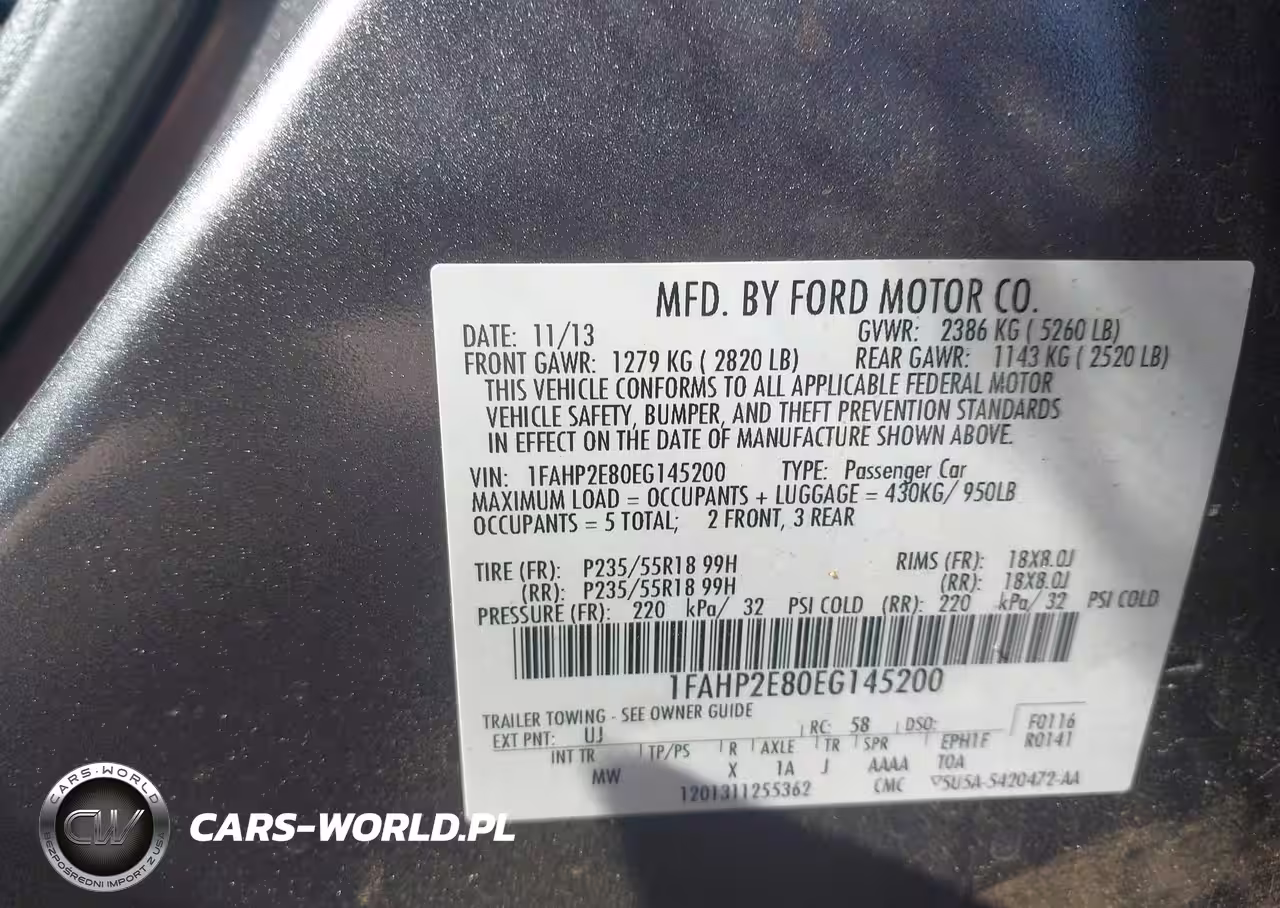 MFD. BY FORD MOTOR CO.
DATE: 11/13 GVWR: 2386 KG ( 5260 LB)
FRONT GAWR: 1279 KG ( 2820 LB) REAR GAWR: 1143 KG ( 2520 LB)
THIS VEHICLE CONFORMS TO ALL APPLICABLE FEDERAL MOTOR
VEHICLE SAFETY, BUMPER, AND THEFT PREVENTION STANDARDS
IN EFFECT ON THE DATE OF MANUFACTURE SHOWN ABOVE.
VIN: 1FAHP2E80EG145200 TYPE: Passenger Car
MAXIMUM LOAD = OCCUPANTS + LUGGAGE = 430KG/ 950LB
OCCUPANTS = 5 TOTAL; 2 FRONT, 3 REAR
TIRE (FR): P235/55R18 99H RIMS (FR): 18X8.0J
(RR): P235/55R18 99H (RR): 18X8.0J
PRESSURE (FR): 220 kPa/ 32 PSI COLD (RR): 220 kPa/ 32 PSI COLD
1FAHP2E80EG145200
TRAILER TOWING - SEE OWNER GUIDE
EXT PNT: UJ RC: 58 DSO: F0116
R0141
INT TR TP/PS R AXLE TR SPR EPH1F
MW X 1A J AAAA TOA
1201311255362 CMC 5U5A-5420472-AA
CARS-WORLD
CW
BEZPOŚREDNI IMPORT Z USA
CARS-WORLD.PL